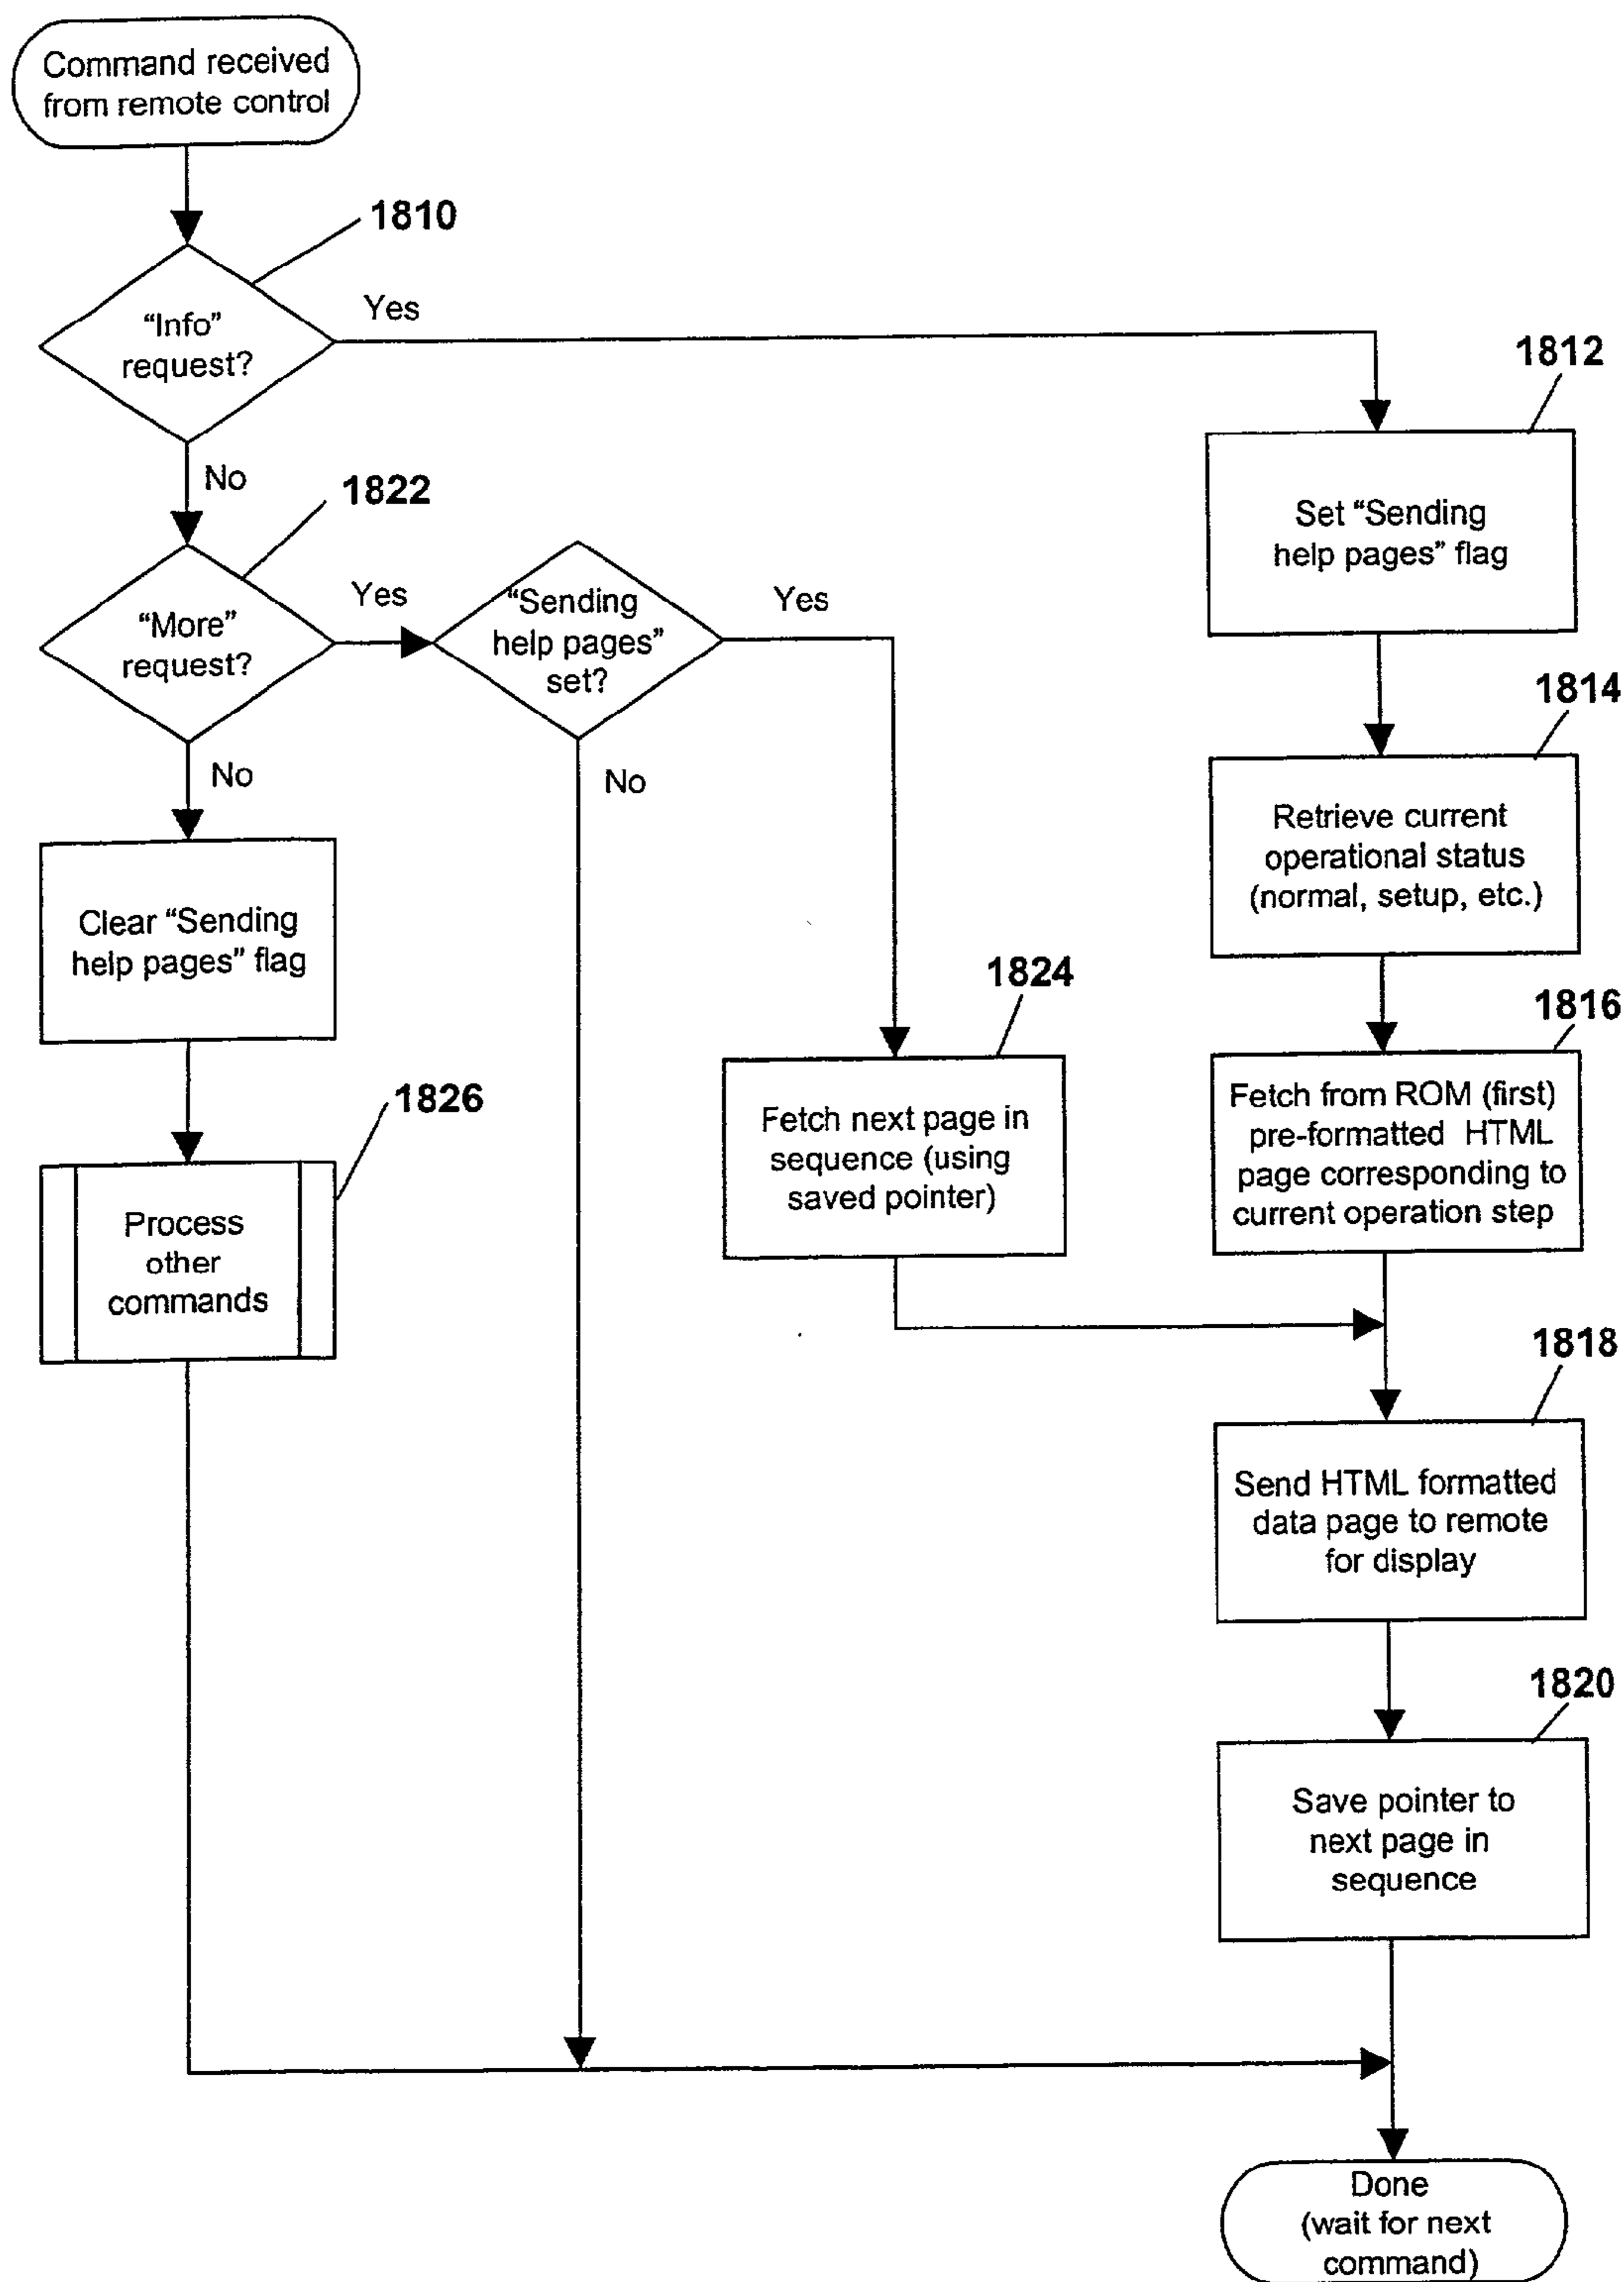 Command received
from remote control
1810
"Info"
request?
Yes
No
1812
Set "Sending
help pages" flag
1822
"More"
request?
Yes
"Sending
help pages"
set?
Yes
No
No
1814
Retrieve current
operational status
(normal, setup, etc.)
Clear "Sending
help pages" flag
1824
Fetch next page in
sequence (using
saved pointer)
1816
Fetch from ROM (first)
pre-formatted HTML
page corresponding to
current operation step
1826
Process
other
commands
1818
Send HTML formatted
data page to remote
for display
1820
Save pointer to
next page in
sequence
Done
(wait for next
command)